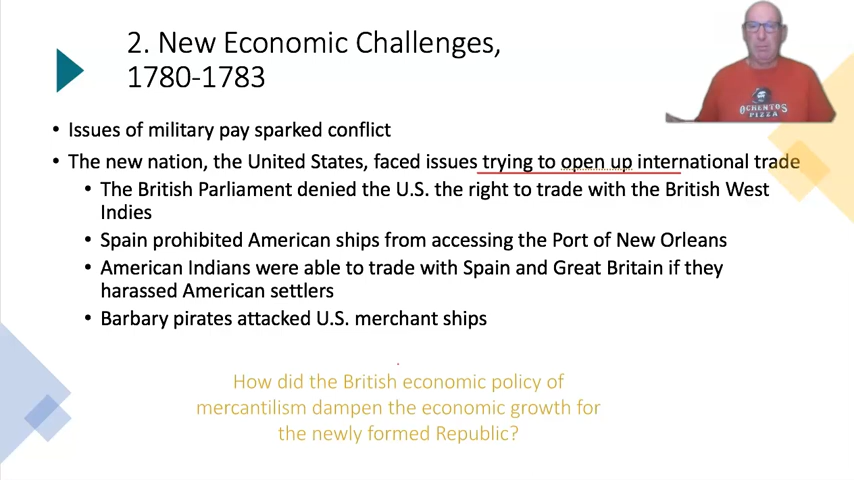 2. New Economic Challenges,
1780-1783
OCHENTOS
PIZZA
• Issues of military pay sparked conflict
• The new nation, the United States, faced issues trying to open up international trade
• The British Parliament denied the U.S. the right to trade with the British West
Indies
• Spain prohibited American ships from accessing the Port of New Orleans
• American Indians were able to trade with Spain and Great Britain if they
harassed American settlers
• Barbary pirates attacked U.S. merchant ships
How did the British economic policy of
mercantilism dampen the economic growth for
the newly formed Republic?